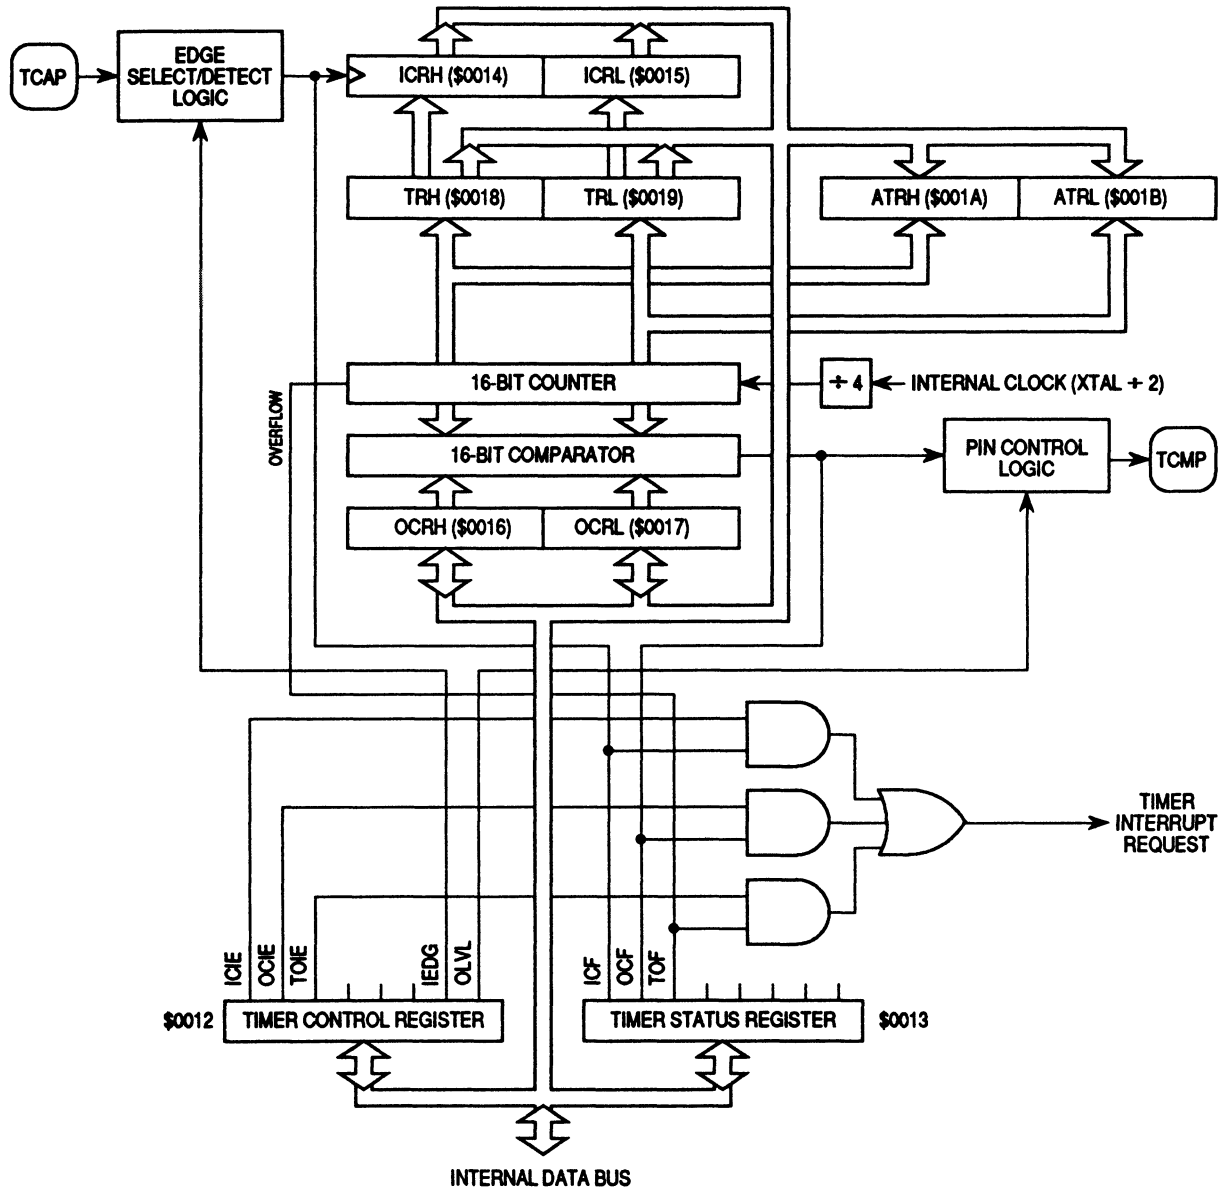 TCAP
EDGE
SELECT/DETECT
LOGIC
ICRH ($0014)
ICRL ($0015)
TRH ($0018)
TRL ($0019)
ATRH ($001A)
ATRL ($001B)
16-BIT COUNTER
÷ 4
INTERNAL CLOCK (XTAL ÷ 2)
OVERFLOW
16-BIT COMPARATOR
PIN CONTROL
LOGIC
TCMP
OCRH ($0016)
OCRL ($0017)
TIMER
INTERRUPT
REQUEST
ICIE
OCIE
TOIE
IEDG
OLVL
ICF
OCF
TOF
$0012
TIMER CONTROL REGISTER
TIMER STATUS REGISTER
$0013
INTERNAL DATA BUS